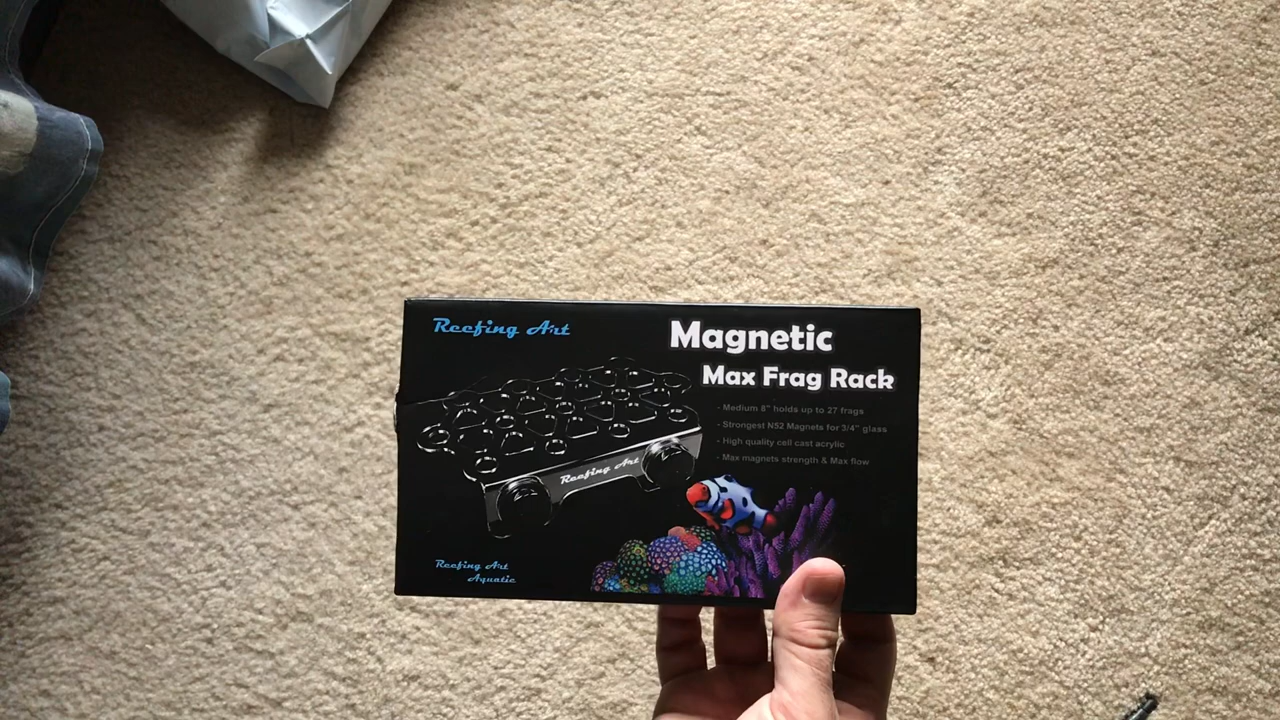 Reefing Art
Magnetic
Max Frag Rack
- Medium 8" holds up to 27 frags
- Strongest N52 Magnets for 3/4" glass
- High quality cell cast acrylic
- Max magnets strength & Max flow
Reefing Art
Reefing Art
Aquatic